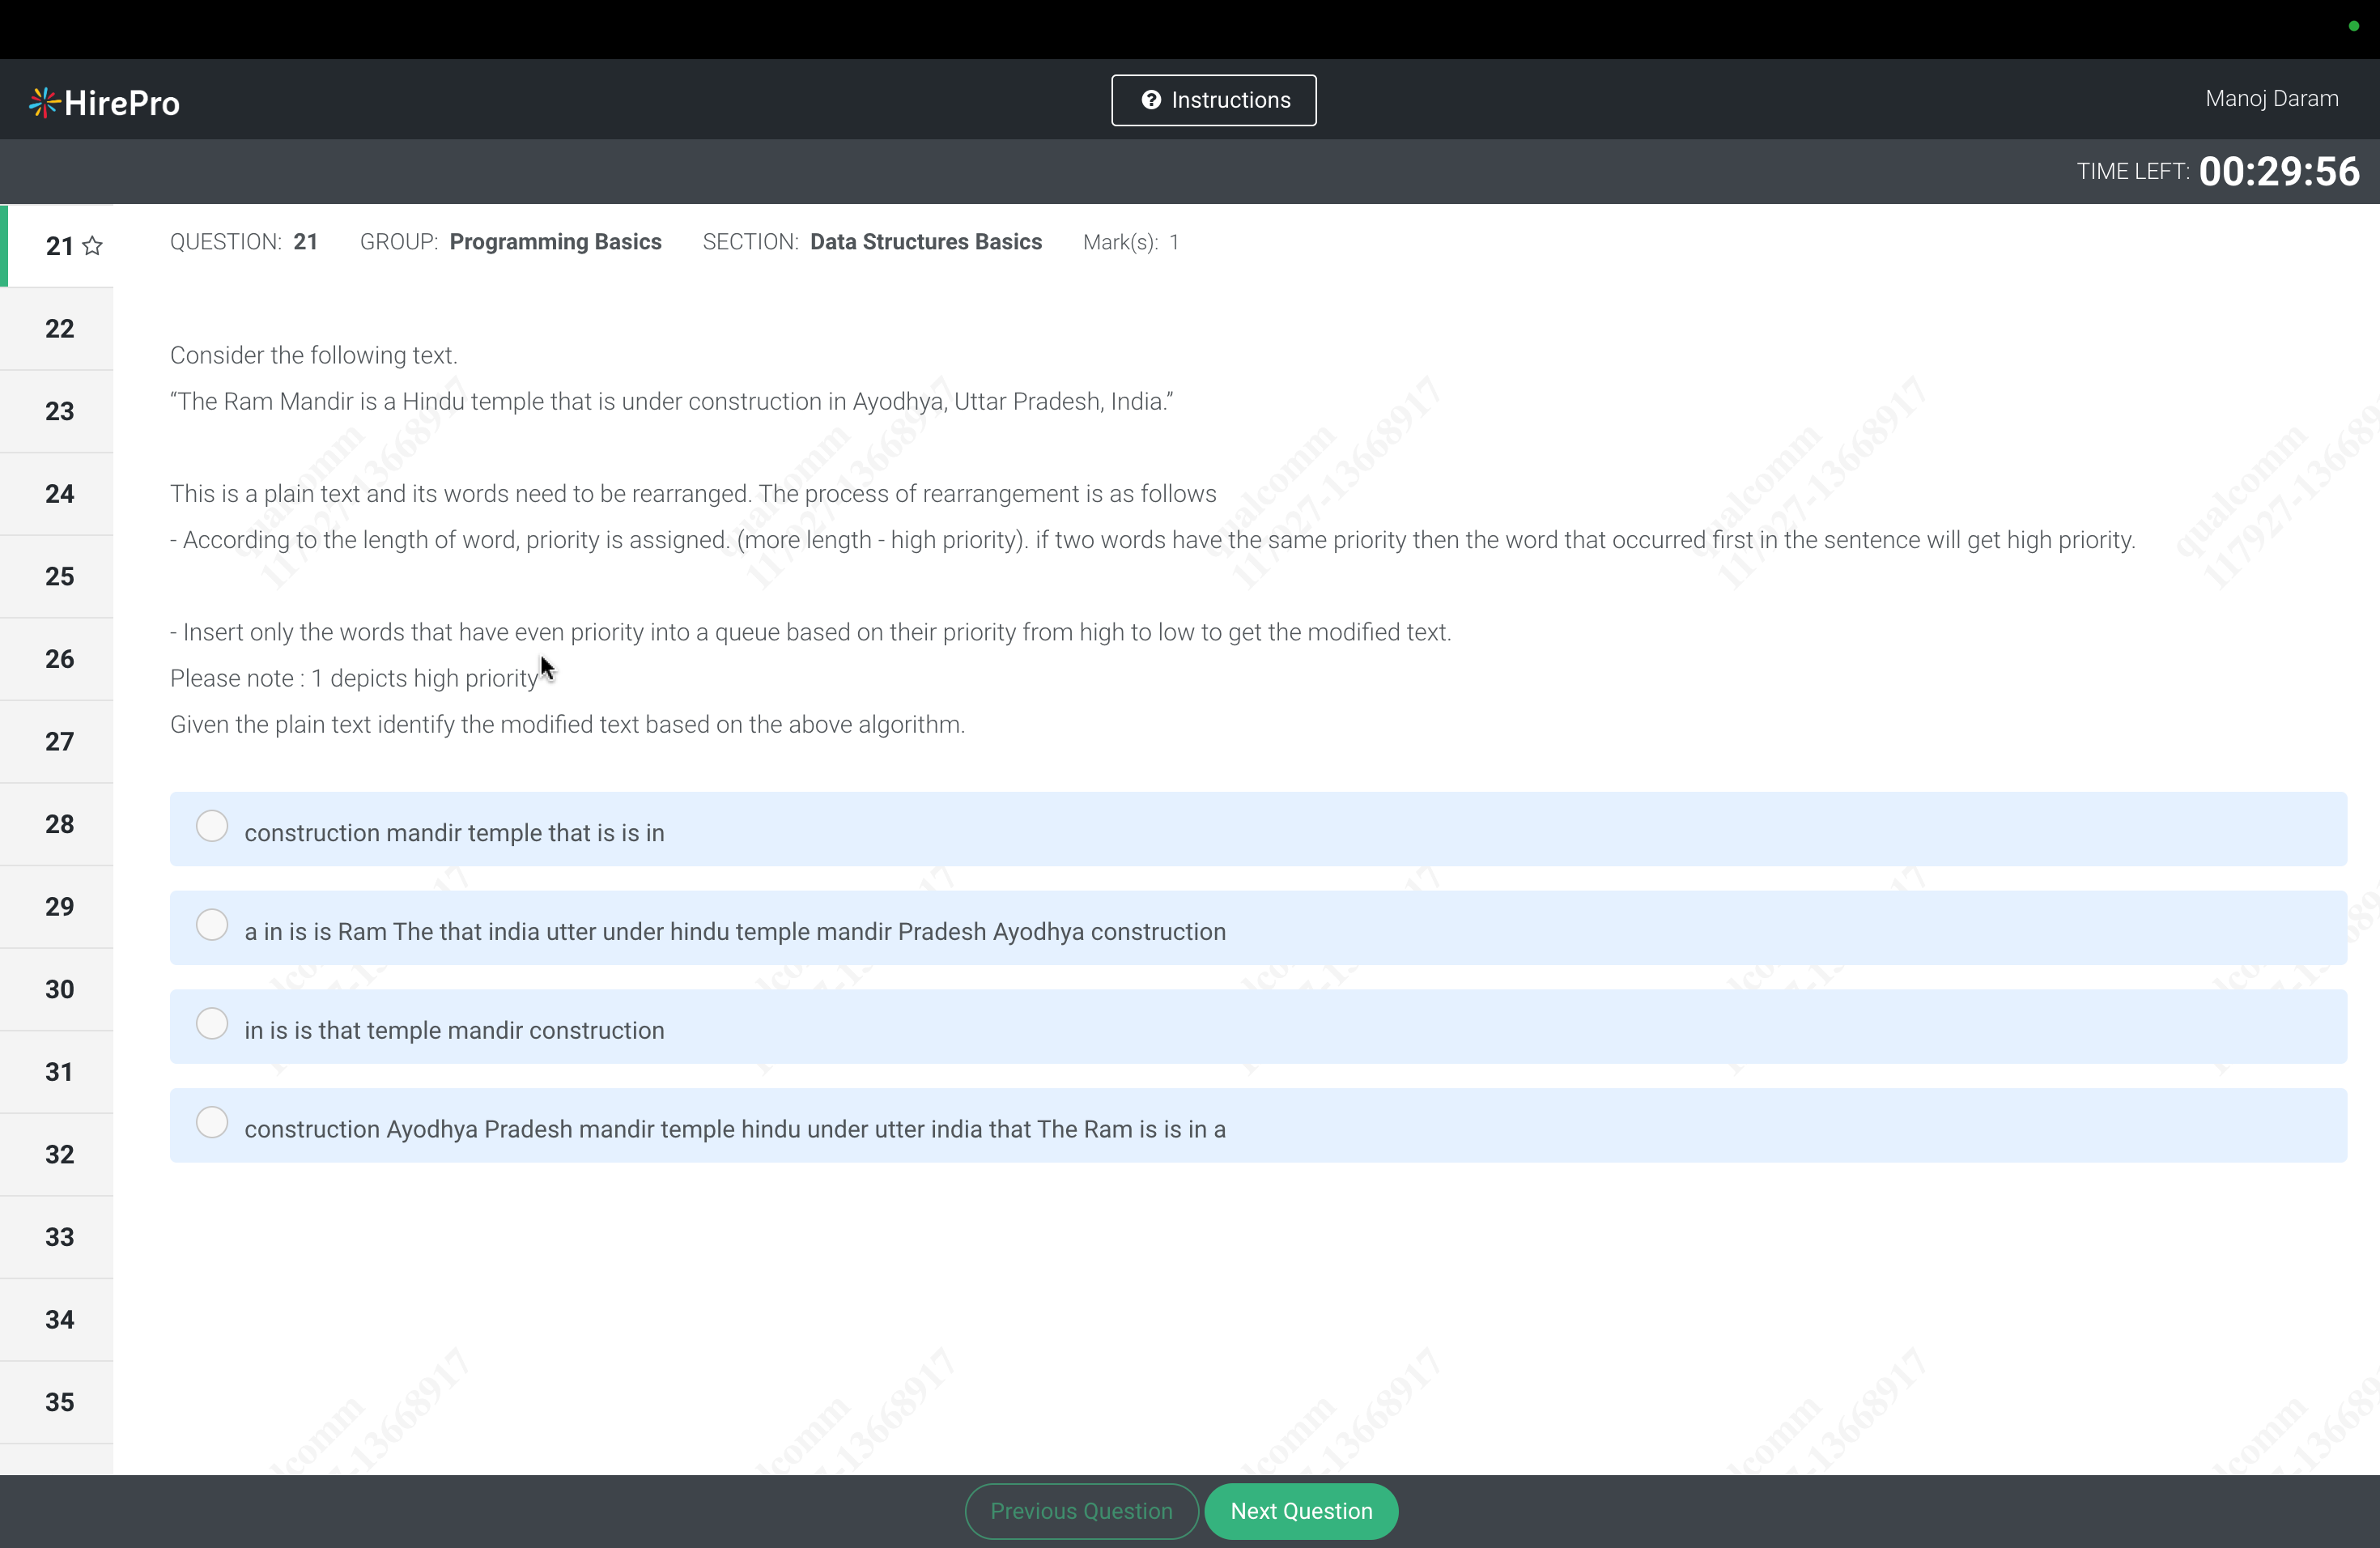 HirePro
Instructions
Manoj Daram
TIME LEFT: 00:29:56
21
QUESTION: 21 GROUP: Programming Basics SECTION: Data Structures Basics Mark(s): 1
22
23
24
25
26
27
28
29
30
31
32
33
34
35
Consider the following text.
“The Ram Mandir is a Hindu temple that is under construction in Ayodhya, Uttar Pradesh, India.”
This is a plain text and its words need to be rearranged. The process of rearrangement is as follows
- According to the length of word, priority is assigned. (more length - high priority). if two words have the same priority then the word that occurred first in the sentence will get high priority.
- Insert only the words that have even priority into a queue based on their priority from high to low to get the modified text.
Please note : 1 depicts high priority
Given the plain text identify the modified text based on the above algorithm.
construction mandir temple that is is in
a in is is Ram The that india utter under hindu temple mandir Pradesh Ayodhya construction
in is is that temple mandir construction
construction Ayodhya Pradesh mandir temple hindu under utter india that The Ram is is in a
qualcomm
117927-13668917
Previous Question
Next Question